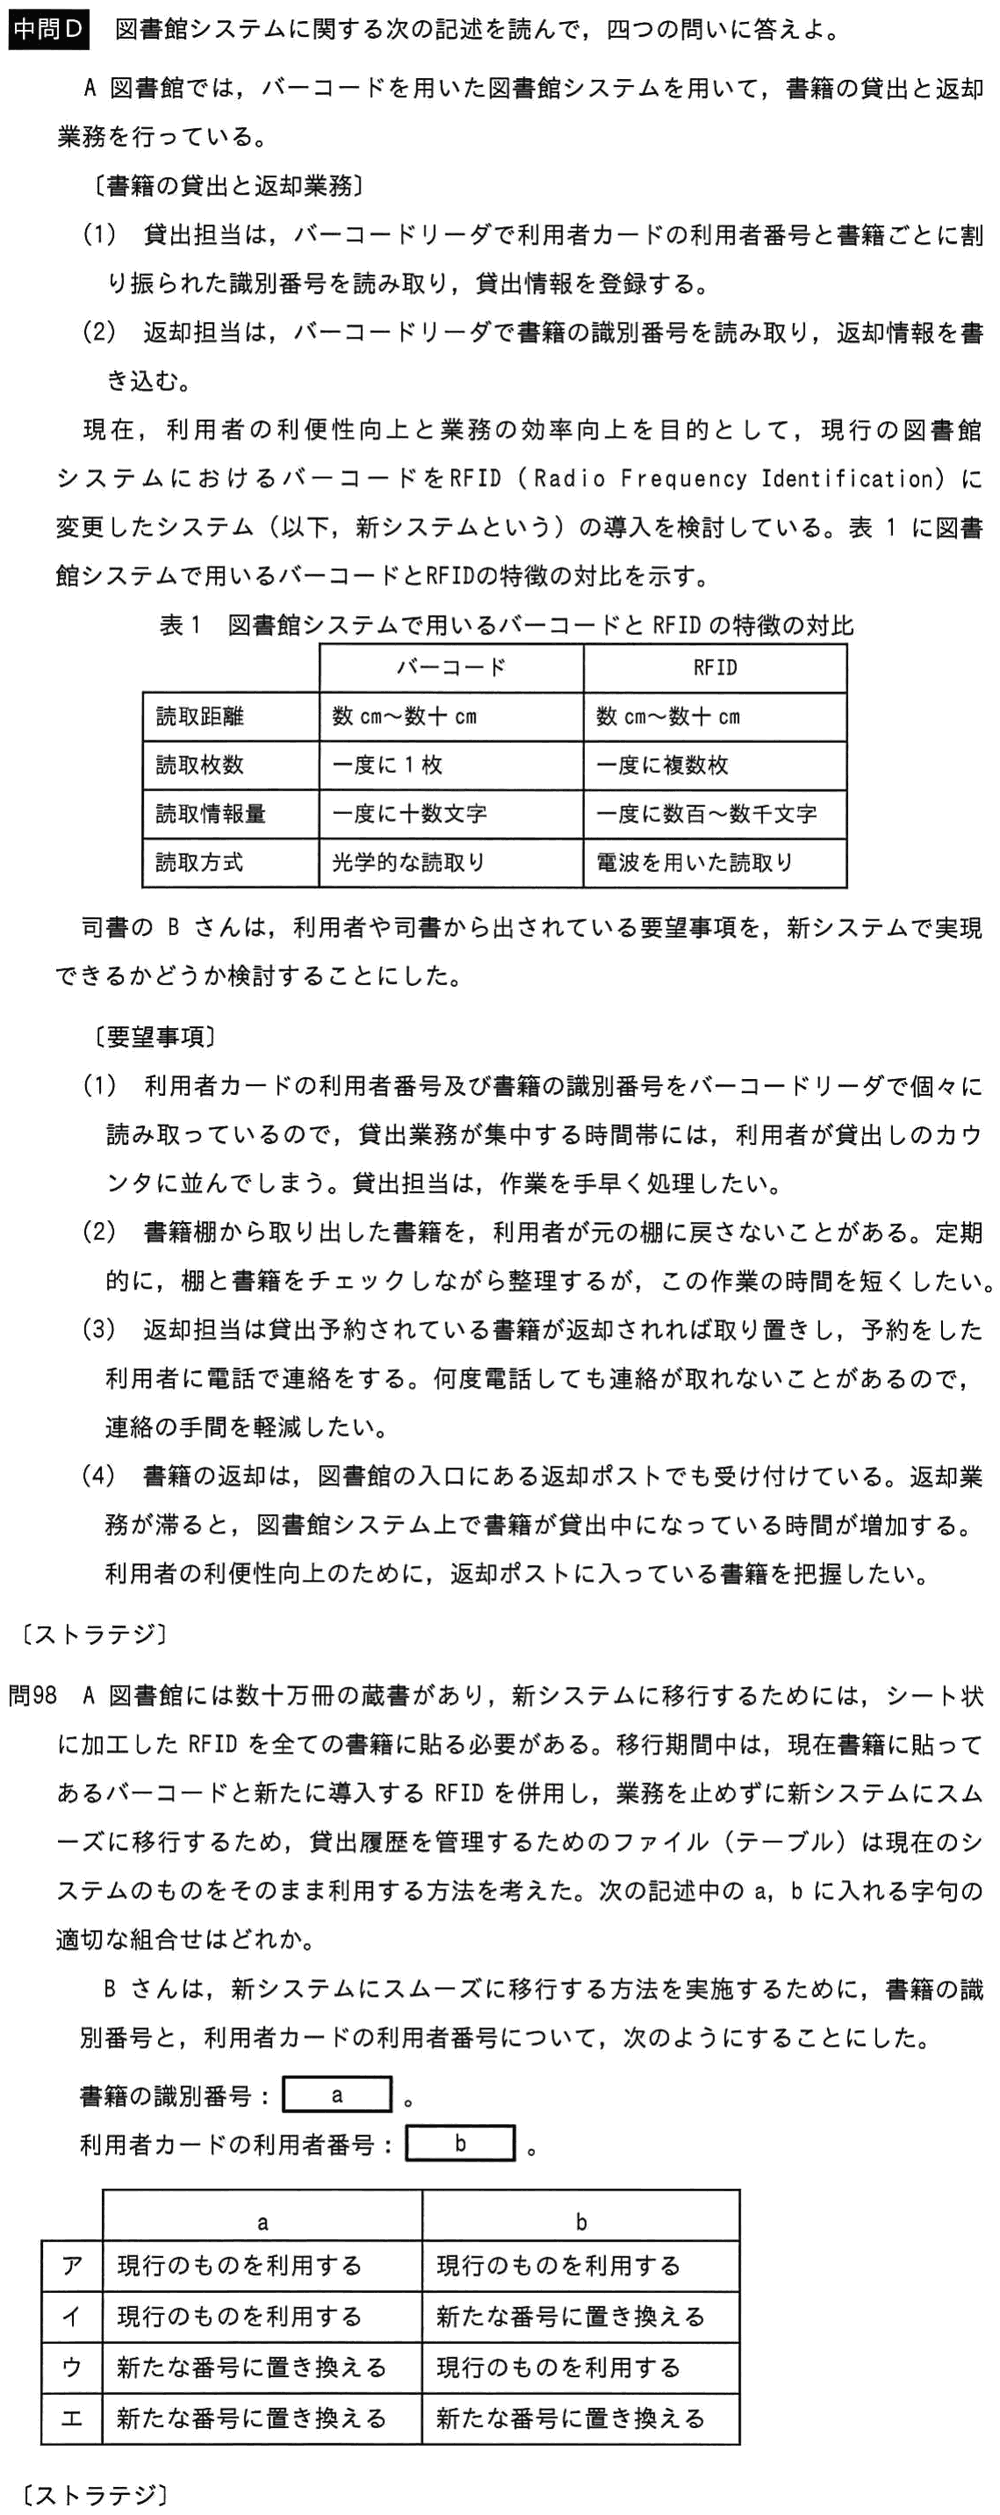 中問D 図書館システムに関する次の記述を読んで，四つの問いに答えよ。
A 図書館では，バーコードを用いた図書館システムを用いて，書籍の貸出と返却
業務を行っている。
〔書籍の貸出と返却業務〕
(1) 貸出担当は，バーコードリーダで利用者カードの利用者番号と書籍ごとに割
り振られた識別番号を読み取り，貸出情報を登録する。
(2) 返却担当は，バーコードリーダで書籍の識別番号を読み取り，返却情報を書
き込む。
現在，利用者の利便性向上と業務の効率向上を目的として，現行の図書館
システムにおけるバーコードをRFID（Radio Frequency Identification）に
変更したシステム（以下，新システムという）の導入を検討している。表 1 に図書
館システムで用いるバーコードとRFIDの特徴の対比を示す。
表1 図書館システムで用いるバーコードと RFID の特徴の対比
バーコード RFID
読取距離 数 cm～数十 cm 数 cm～数十 cm
読取枚数 一度に 1 枚 一度に複数枚
読取情報量 一度に十数文字 一度に数百～数千文字
読取方式 光学的な読取り 電波を用いた読取り
司書の B さんは，利用者や司書から出されている要望事項を，新システムで実現
できるかどうか検討することにした。
〔要望事項〕
(1) 利用者カードの利用者番号及び書籍の識別番号をバーコードリーダで個々に
読み取っているので，貸出業務が集中する時間帯には，利用者が貸出しのカウ
ンタに並んでしまう。貸出担当は，作業を手早く処理したい。
(2) 書籍棚から取り出した書籍を，利用者が元の棚に戻さないことがある。定期
的に，棚と書籍をチェックしながら整理するが，この作業の時間を短くしたい。
(3) 返却担当は貸出予約されている書籍が返却されれば取り置きし，予約をした
利用者に電話で連絡をする。何度電話しても連絡が取れないことがあるので，
連絡の手間を軽減したい。
(4) 書籍の返却は，図書館の入口にある返却ポストでも受け付けている。返却業
務が滞ると，図書館システム上で書籍が貸出中になっている時間が増加する。
利用者の利便性向上のために，返却ポストに入っている書籍を把握したい。
〔ストラテジ〕
問98 A 図書館には数十万冊の蔵書があり，新システムに移行するためには，シート状
に加工した RFID を全ての書籍に貼る必要がある。移行期間中は，現在書籍に貼って
あるバーコードと新たに導入する RFID を併用し，業務を止めずに新システムにスム
ーズに移行するため，貸出履歴を管理するためのファイル（テーブル）は現在のシ
ステムのものをそのまま利用する方法を考えた。次の記述中の a，b に入れる字句の
適切な組合せはどれか。
B さんは，新システムにスムーズに移行する方法を実施するために，書籍の識
別番号と，利用者カードの利用者番号について，次のようにすることにした。
書籍の識別番号： a 。
利用者カードの利用者番号： b 。
a b
ア 現行のものを利用する 現行のものを利用する
イ 現行のものを利用する 新たな番号に置き換える
ウ 新たな番号に置き換える 現行のものを利用する
エ 新たな番号に置き換える 新たな番号に置き換える
〔ストラテジ〕